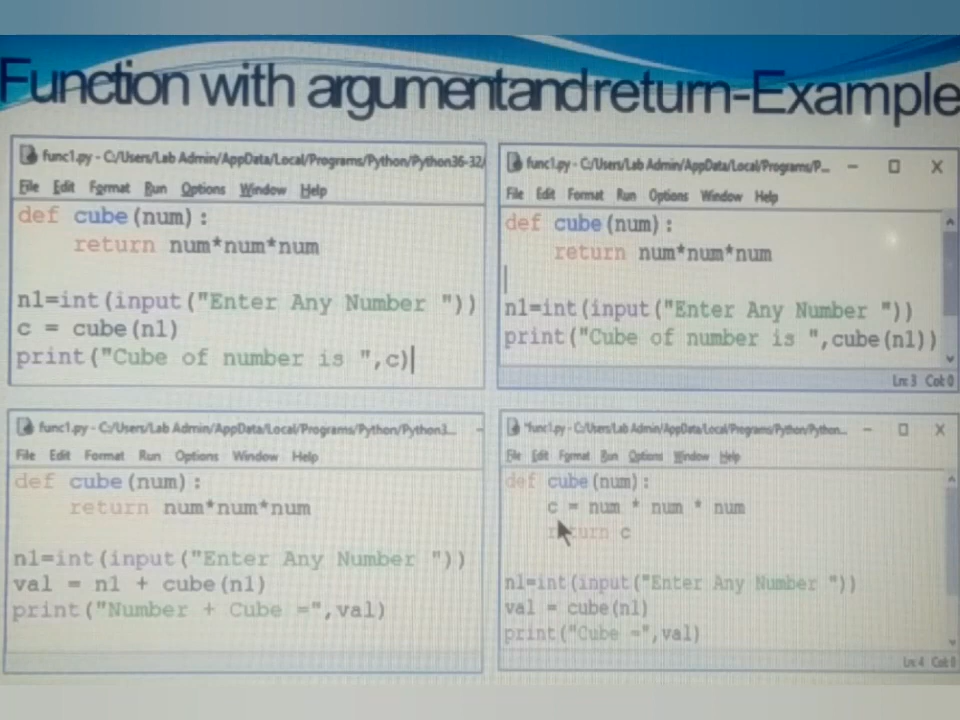 Function with argument and return-Example
func1.py - C:/Users/Lab Admin/AppData/Local/Programs/Python/Python36-32/
File Edit Format Run Options Window Help
def cube(num):
return num*num*num
n1=int(input("Enter Any Number "))
c = cube(n1)
print("Cube of number is ",c)
func1.py - C:/Users/Lab Admin/AppData/Local/Programs/P...
File Edit Format Run Options Window Help
def cube(num):
return num*num*num
n1=int(input("Enter Any Number "))
print("Cube of number is ",cube(n1))
Ln: 3 Col: 0
func1.py - C:/Users/Lab Admin/AppData/Local/Programs/Python/Python3...
File Edit Format Run Options Window Help
def cube(num):
return num*num*num
n1=int(input("Enter Any Number "))
val = n1 + cube(n1)
print("Number + Cube =",val)
*func1.py - C:/Users/Lab Admin/AppData/Local/Programs/Python/Python...
File Edit Format Run Options Window Help
def cube(num):
c = num * num * num
return c
n1=int(input("Enter Any Number "))
val = cube(n1)
print("Cube =",val)
Ln: 4 Col: 8